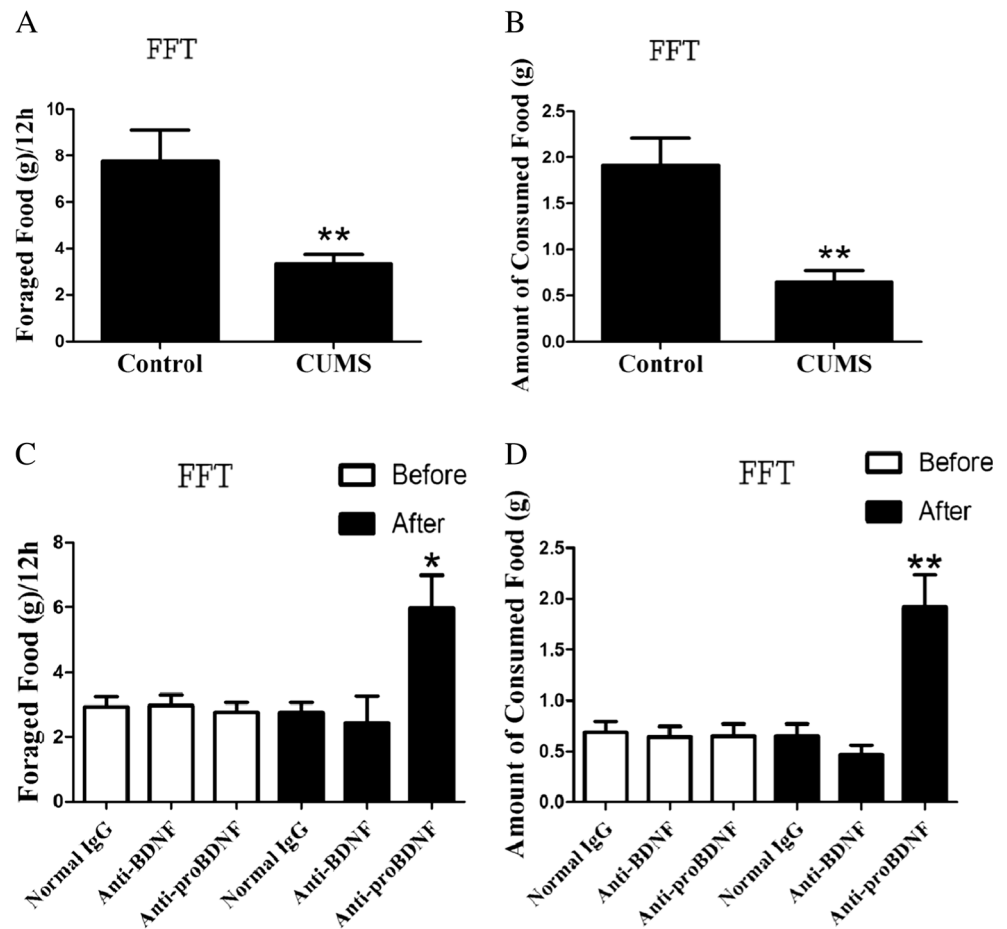 A
FFT
Foraged Food (g)/12h
10
8
6
4
2
0
**
Control
CUMS
B
FFT
Amount of Consumed Food (g)
2.5
2.0
1.5
1.0
0.5
0.0
**
Control
CUMS
C
FFT
Before
After
Foraged Food (g)/12h
8
6
4
2
0
*
Normal IgG
Anti-BDNF
Anti-proBDNF
Normal IgG
Anti-BDNF
Anti-proBDNF
D
FFT
Before
After
Amount of Consumed Food (g)
2.5
2.0
1.5
1.0
0.5
0.0
**
Normal IgG
Anti-BDNF
Anti-proBDNF
Normal IgG
Anti-BDNF
Anti-proBDNF